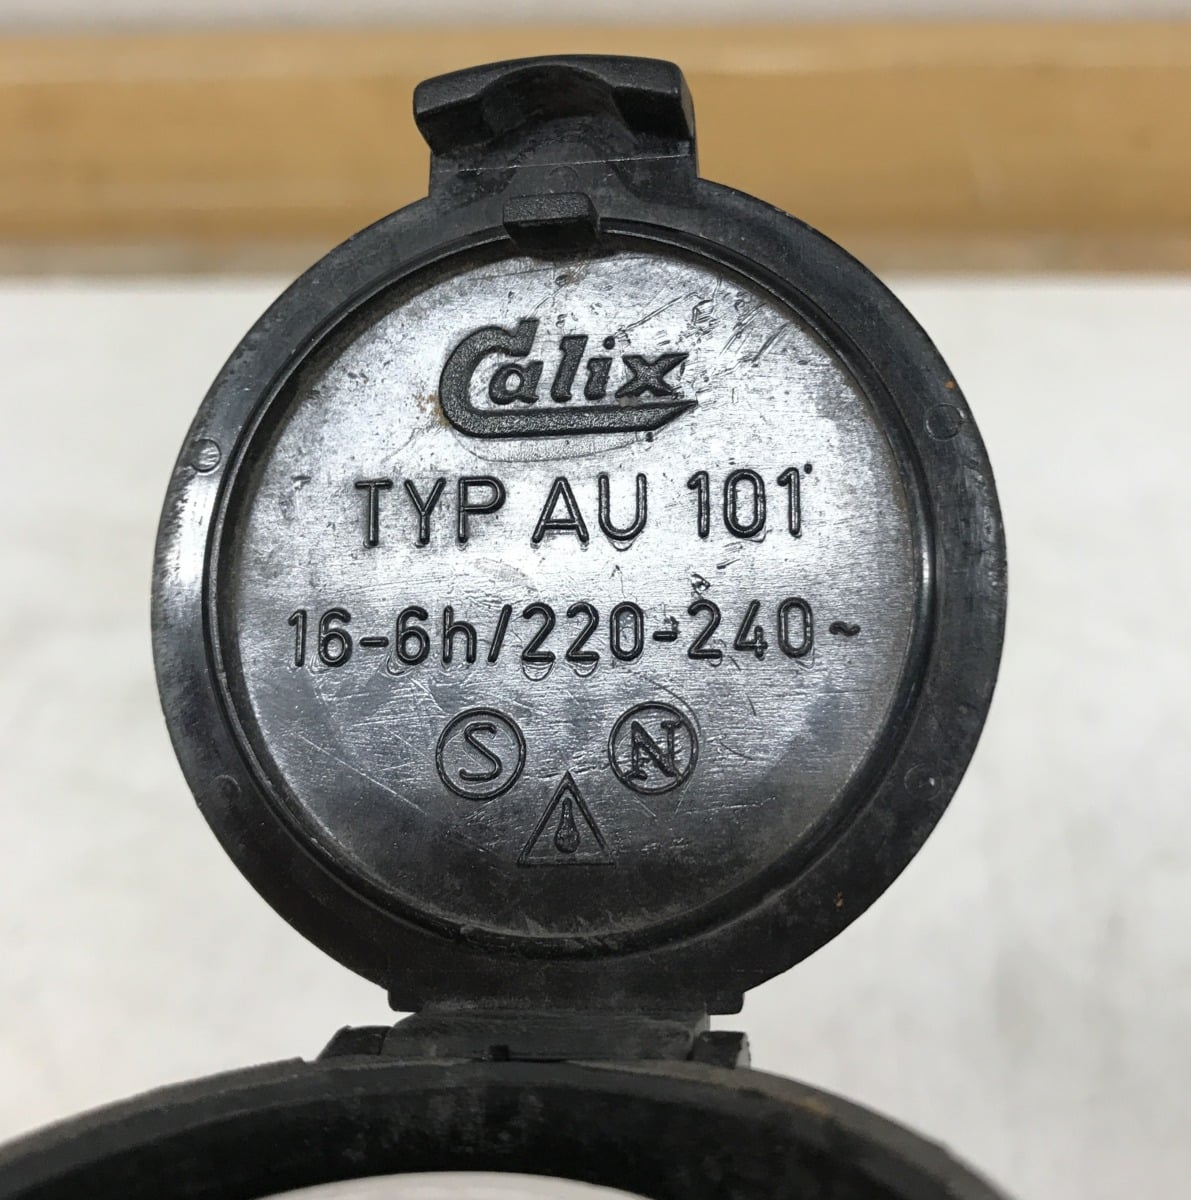 Calix
TYP AU 101
16-6h/220-240~
S N